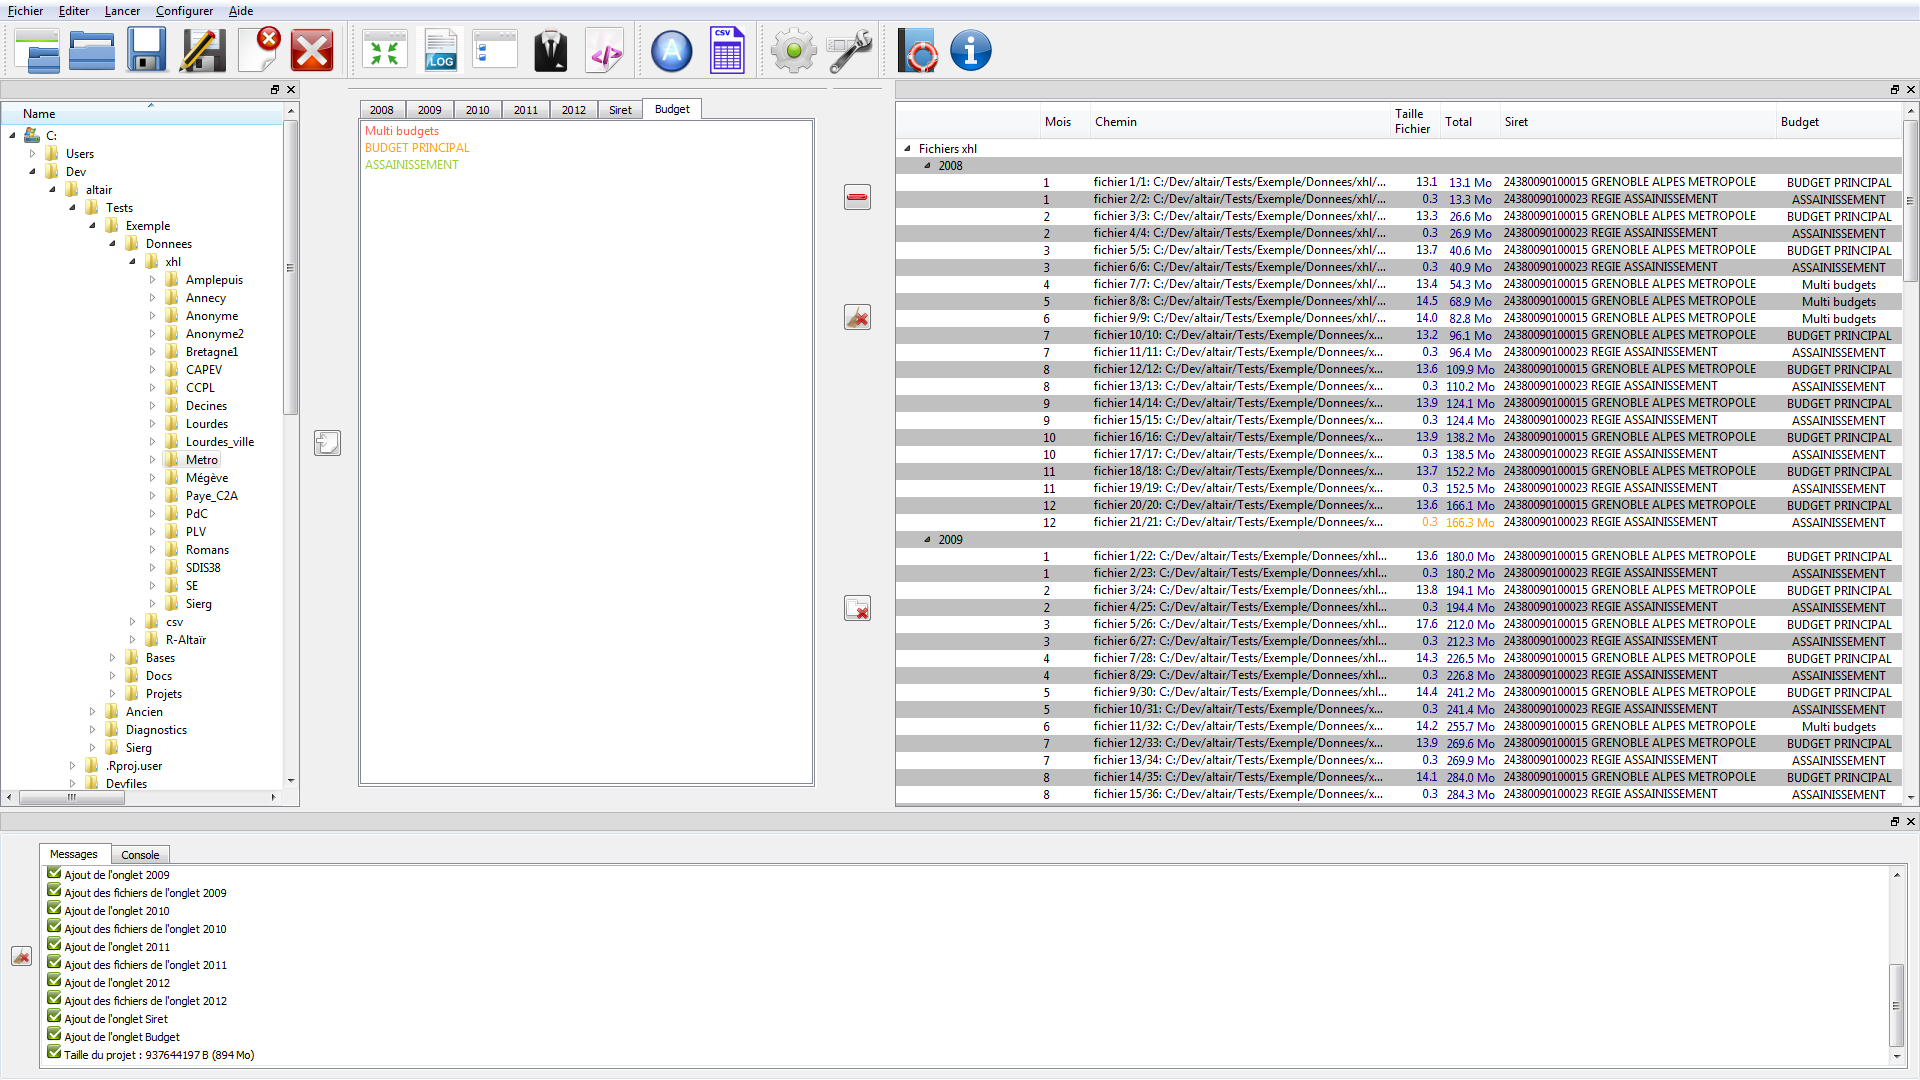 Fichier Editer Lancer Configurer Aide
LOG
A
CSV
Name
C:
Users
Dev
altair
Tests
Exemple
Donnees
xhl
Amplepuis
Annecy
Anonyme
Anonyme2
Bretagne1
CAPEV
CCPL
Decines
Lourdes
Lourdes_ville
Metro
Mégève
Paye_C2A
PdC
PLV
Romans
SDIS38
SE
Sierg
csv
R-Altaïr
Bases
Docs
Projets
Ancien
Diagnostics
Sierg
.Rproj.user
Devfiles
2008 2009 2010 2011 2012 Siret Budget
Multi budgets
BUDGET PRINCIPAL
ASSAINISSEMENT
Mois Chemin Taille Fichier Total Siret Budget
Fichiers xhl
2008
1 fichier 1/1: C:/Dev/altair/Tests/Exemple/Donnees/xhl/... 13.1 13.1 Mo 24380090100015 GRENOBLE ALPES METROPOLE BUDGET PRINCIPAL
1 fichier 2/2: C:/Dev/altair/Tests/Exemple/Donnees/xhl/... 0.3 13.3 Mo 24380090100023 REGIE ASSAINISSEMENT ASSAINISSEMENT
2 fichier 3/3: C:/Dev/altair/Tests/Exemple/Donnees/xhl/... 13.3 26.6 Mo 24380090100015 GRENOBLE ALPES METROPOLE BUDGET PRINCIPAL
2 fichier 4/4: C:/Dev/altair/Tests/Exemple/Donnees/xhl/... 0.3 26.9 Mo 24380090100023 REGIE ASSAINISSEMENT ASSAINISSEMENT
3 fichier 5/5: C:/Dev/altair/Tests/Exemple/Donnees/xhl/... 13.7 40.6 Mo 24380090100015 GRENOBLE ALPES METROPOLE BUDGET PRINCIPAL
3 fichier 6/6: C:/Dev/altair/Tests/Exemple/Donnees/xhl/... 0.3 40.9 Mo 24380090100023 REGIE ASSAINISSEMENT ASSAINISSEMENT
4 fichier 7/7: C:/Dev/altair/Tests/Exemple/Donnees/xhl/... 13.4 54.3 Mo 24380090100015 GRENOBLE ALPES METROPOLE Multi budgets
5 fichier 8/8: C:/Dev/altair/Tests/Exemple/Donnees/xhl/... 14.5 68.9 Mo 24380090100015 GRENOBLE ALPES METROPOLE Multi budgets
6 fichier 9/9: C:/Dev/altair/Tests/Exemple/Donnees/xhl/... 14.0 82.8 Mo 24380090100015 GRENOBLE ALPES METROPOLE Multi budgets
7 fichier 10/10: C:/Dev/altair/Tests/Exemple/Donnees/x... 13.2 96.1 Mo 24380090100015 GRENOBLE ALPES METROPOLE BUDGET PRINCIPAL
7 fichier 11/11: C:/Dev/altair/Tests/Exemple/Donnees/x... 0.3 96.4 Mo 24380090100023 REGIE ASSAINISSEMENT ASSAINISSEMENT
8 fichier 12/12: C:/Dev/altair/Tests/Exemple/Donnees/x... 13.6 109.9 Mo 24380090100015 GRENOBLE ALPES METROPOLE BUDGET PRINCIPAL
8 fichier 13/13: C:/Dev/altair/Tests/Exemple/Donnees/x... 0.3 110.2 Mo 24380090100023 REGIE ASSAINISSEMENT ASSAINISSEMENT
9 fichier 14/14: C:/Dev/altair/Tests/Exemple/Donnees/x... 13.9 124.1 Mo 24380090100015 GRENOBLE ALPES METROPOLE BUDGET PRINCIPAL
9 fichier 15/15: C:/Dev/altair/Tests/Exemple/Donnees/x... 0.3 124.4 Mo 24380090100023 REGIE ASSAINISSEMENT ASSAINISSEMENT
10 fichier 16/16: C:/Dev/altair/Tests/Exemple/Donnees/x... 13.9 138.2 Mo 24380090100015 GRENOBLE ALPES METROPOLE BUDGET PRINCIPAL
10 fichier 17/17: C:/Dev/altair/Tests/Exemple/Donnees/x... 0.3 138.5 Mo 24380090100023 REGIE ASSAINISSEMENT ASSAINISSEMENT
11 fichier 18/18: C:/Dev/altair/Tests/Exemple/Donnees/x... 13.7 152.2 Mo 24380090100015 GRENOBLE ALPES METROPOLE BUDGET PRINCIPAL
11 fichier 19/19: C:/Dev/altair/Tests/Exemple/Donnees/x... 0.3 152.5 Mo 24380090100023 REGIE ASSAINISSEMENT ASSAINISSEMENT
12 fichier 20/20: C:/Dev/altair/Tests/Exemple/Donnees/x... 13.6 166.1 Mo 24380090100015 GRENOBLE ALPES METROPOLE BUDGET PRINCIPAL
12 fichier 21/21: C:/Dev/altair/Tests/Exemple/Donnees/x... 0.3 166.3 Mo 24380090100023 REGIE ASSAINISSEMENT ASSAINISSEMENT
2009
1 fichier 1/22: C:/Dev/altair/Tests/Exemple/Donnees/xhl... 13.6 180.0 Mo 24380090100015 GRENOBLE ALPES METROPOLE BUDGET PRINCIPAL
1 fichier 2/23: C:/Dev/altair/Tests/Exemple/Donnees/xhl... 0.3 180.2 Mo 24380090100023 REGIE ASSAINISSEMENT ASSAINISSEMENT
2 fichier 3/24: C:/Dev/altair/Tests/Exemple/Donnees/xhl... 13.8 194.1 Mo 24380090100015 GRENOBLE ALPES METROPOLE BUDGET PRINCIPAL
2 fichier 4/25: C:/Dev/altair/Tests/Exemple/Donnees/xhl... 0.3 194.4 Mo 24380090100023 REGIE ASSAINISSEMENT ASSAINISSEMENT
3 fichier 5/26: C:/Dev/altair/Tests/Exemple/Donnees/xhl... 17.6 212.0 Mo 24380090100015 GRENOBLE ALPES METROPOLE BUDGET PRINCIPAL
3 fichier 6/27: C:/Dev/altair/Tests/Exemple/Donnees/xhl... 0.3 212.3 Mo 24380090100023 REGIE ASSAINISSEMENT ASSAINISSEMENT
4 fichier 7/28: C:/Dev/altair/Tests/Exemple/Donnees/xhl... 14.3 226.5 Mo 24380090100015 GRENOBLE ALPES METROPOLE BUDGET PRINCIPAL
4 fichier 8/29: C:/Dev/altair/Tests/Exemple/Donnees/xhl... 0.3 226.8 Mo 24380090100023 REGIE ASSAINISSEMENT ASSAINISSEMENT
5 fichier 9/30: C:/Dev/altair/Tests/Exemple/Donnees/xhl... 14.4 241.2 Mo 24380090100015 GRENOBLE ALPES METROPOLE BUDGET PRINCIPAL
5 fichier 10/31: C:/Dev/altair/Tests/Exemple/Donnees/x... 0.3 241.4 Mo 24380090100023 REGIE ASSAINISSEMENT ASSAINISSEMENT
6 fichier 11/32: C:/Dev/altair/Tests/Exemple/Donnees/x... 14.2 255.7 Mo 24380090100015 GRENOBLE ALPES METROPOLE Multi budgets
7 fichier 12/33: C:/Dev/altair/Tests/Exemple/Donnees/x... 13.9 269.6 Mo 24380090100015 GRENOBLE ALPES METROPOLE BUDGET PRINCIPAL
7 fichier 13/34: C:/Dev/altair/Tests/Exemple/Donnees/x... 0.3 269.9 Mo 24380090100023 REGIE ASSAINISSEMENT ASSAINISSEMENT
8 fichier 14/35: C:/Dev/altair/Tests/Exemple/Donnees/x... 14.1 284.0 Mo 24380090100015 GRENOBLE ALPES METROPOLE BUDGET PRINCIPAL
8 fichier 15/36: C:/Dev/altair/Tests/Exemple/Donnees/x... 0.3 284.3 Mo 24380090100023 REGIE ASSAINISSEMENT ASSAINISSEMENT
Messages Console
Ajout de l'onglet 2009
Ajout des fichiers de l'onglet 2009
Ajout de l'onglet 2010
Ajout des fichiers de l'onglet 2010
Ajout de l'onglet 2011
Ajout des fichiers de l'onglet 2011
Ajout de l'onglet 2012
Ajout des fichiers de l'onglet 2012
Ajout de l'onglet Siret
Ajout de l'onglet Budget
Taille du projet : 937644197 B (894 Mo)